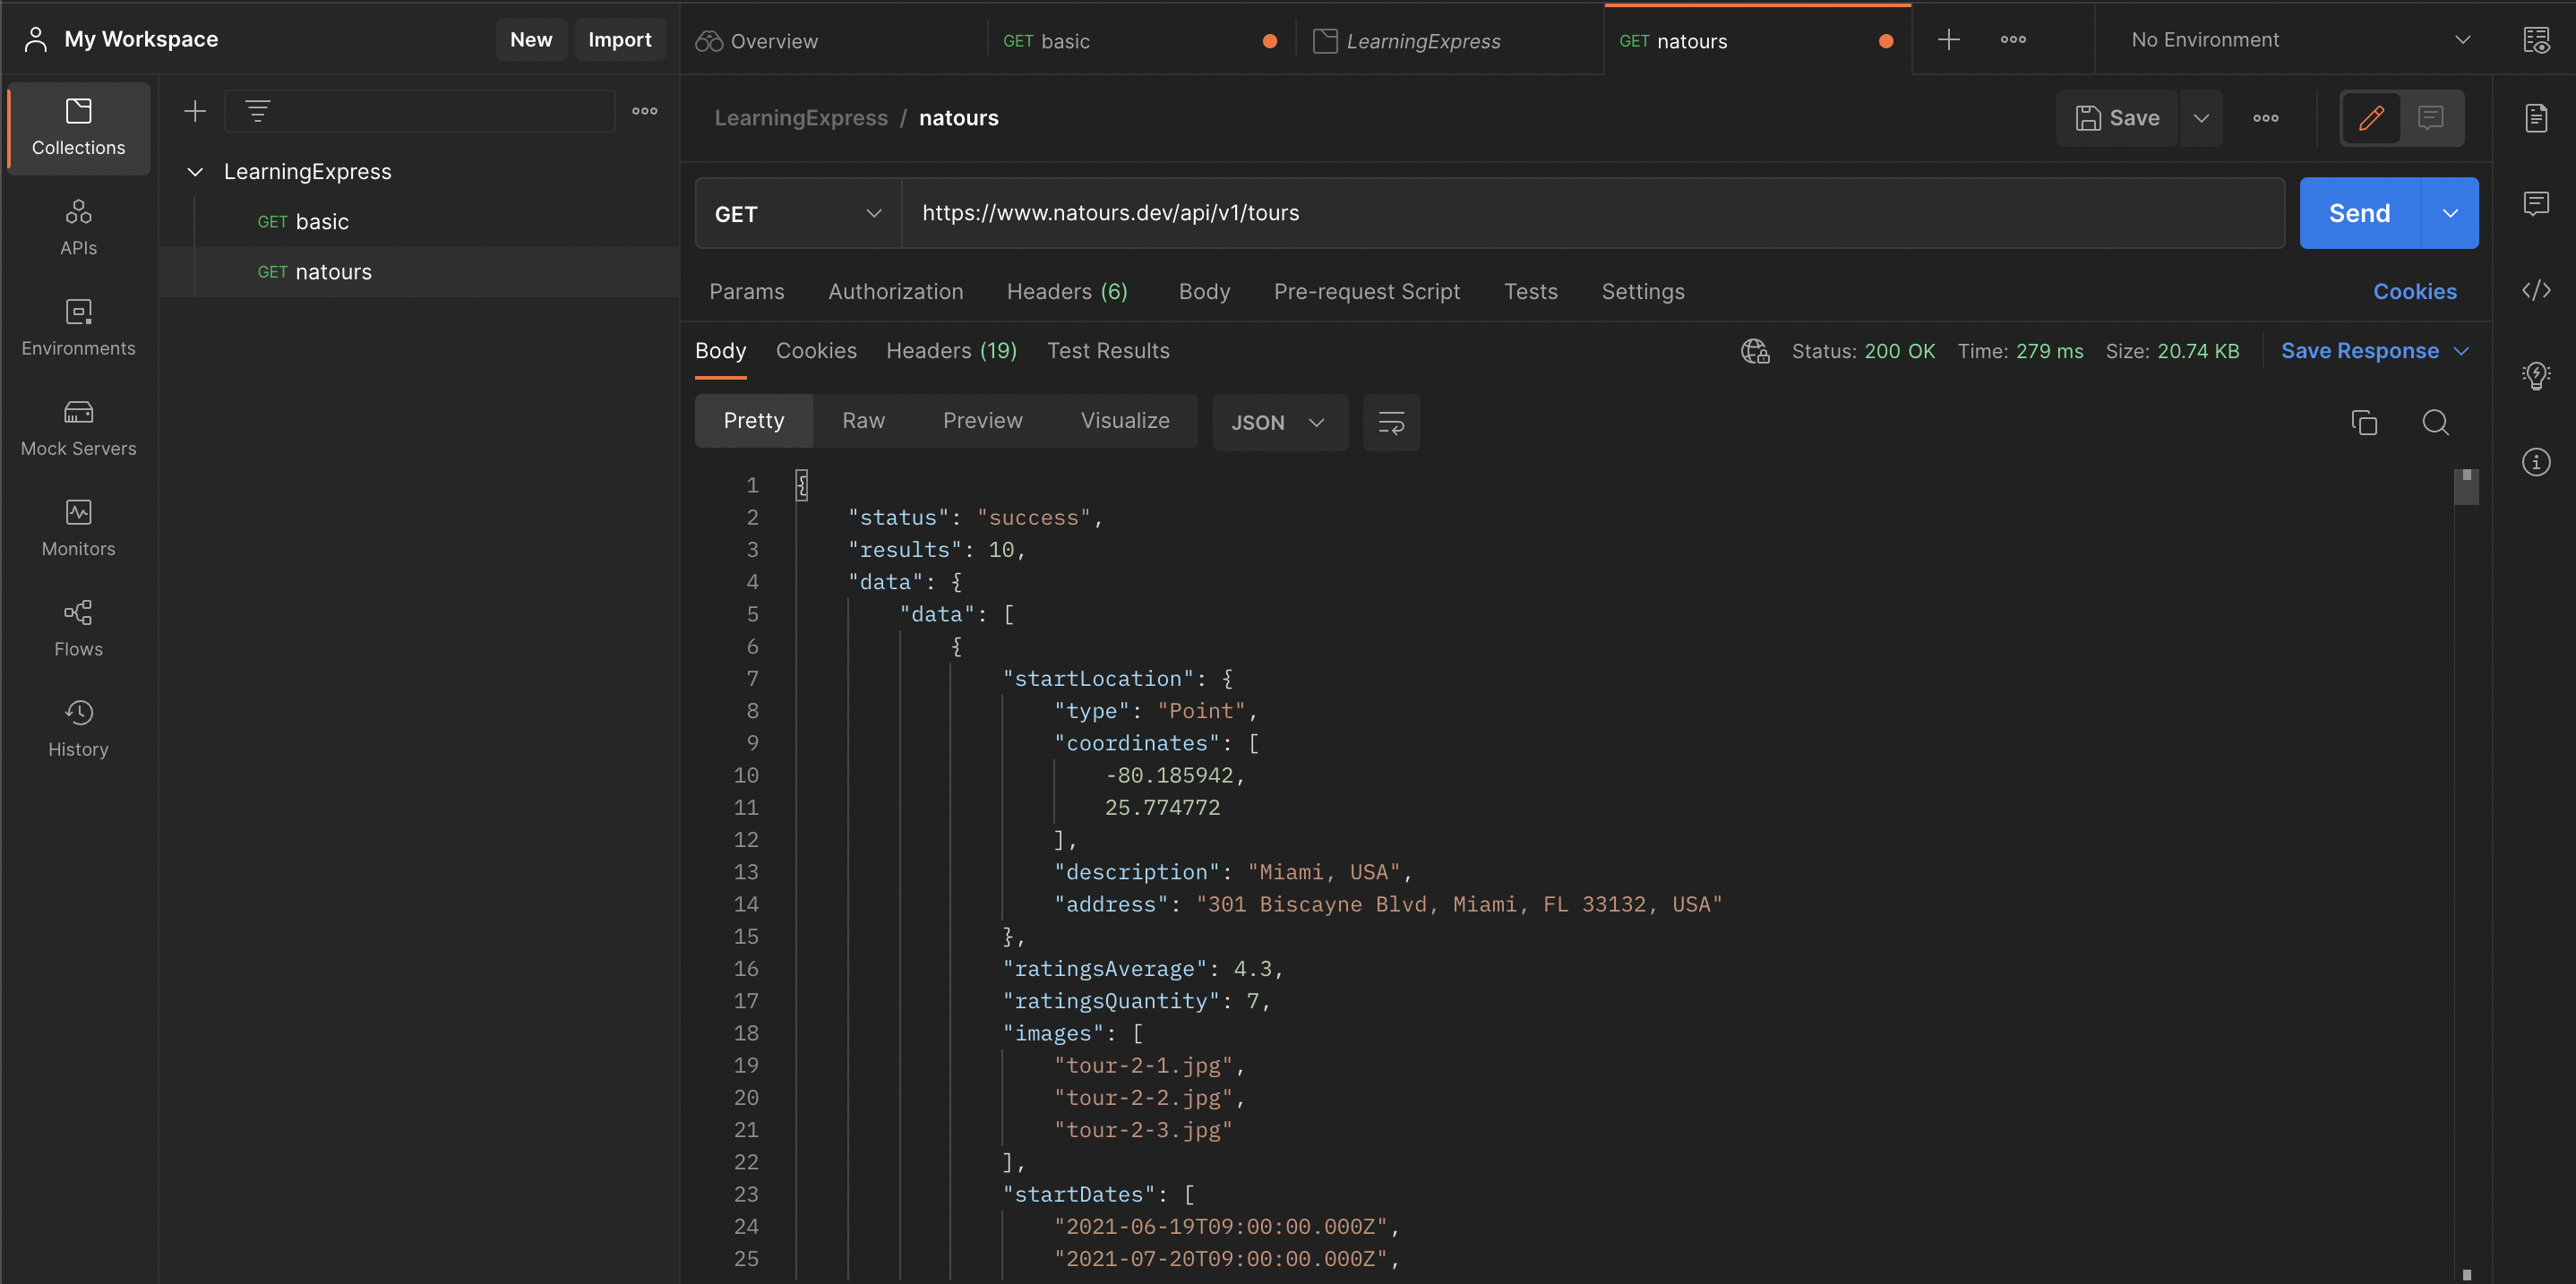 My Workspace
New
Import
Overview
GET basic
LearningExpress
GET natours
No Environment
Collections
APIs
Environments
Mock Servers
Monitors
Flows
History
LearningExpress
GET basic
GET natours
LearningExpress / natours
Save
GET
https://www.natours.dev/api/v1/tours
Send
Params
Authorization
Headers (6)
Body
Pre-request Script
Tests
Settings
Cookies
Body
Cookies
Headers (19)
Test Results
Status: 200 OK
Time: 279 ms
Size: 20.74 KB
Save Response
Pretty
Raw
Preview
Visualize
JSON
1 {
2 "status": "success",
3 "results": 10,
4 "data": {
5 "data": [
6 {
7 "startLocation": {
8 "type": "Point",
9 "coordinates": [
10 -80.185942,
11 25.774772
12 ],
13 "description": "Miami, USA",
14 "address": "301 Biscayne Blvd, Miami, FL 33132, USA"
15 },
16 "ratingsAverage": 4.3,
17 "ratingsQuantity": 7,
18 "images": [
19 "tour-2-1.jpg",
20 "tour-2-2.jpg",
21 "tour-2-3.jpg"
22 ],
23 "startDates": [
24 "2021-06-19T09:00:00.000Z",
25 "2021-07-20T09:00:00.000Z",